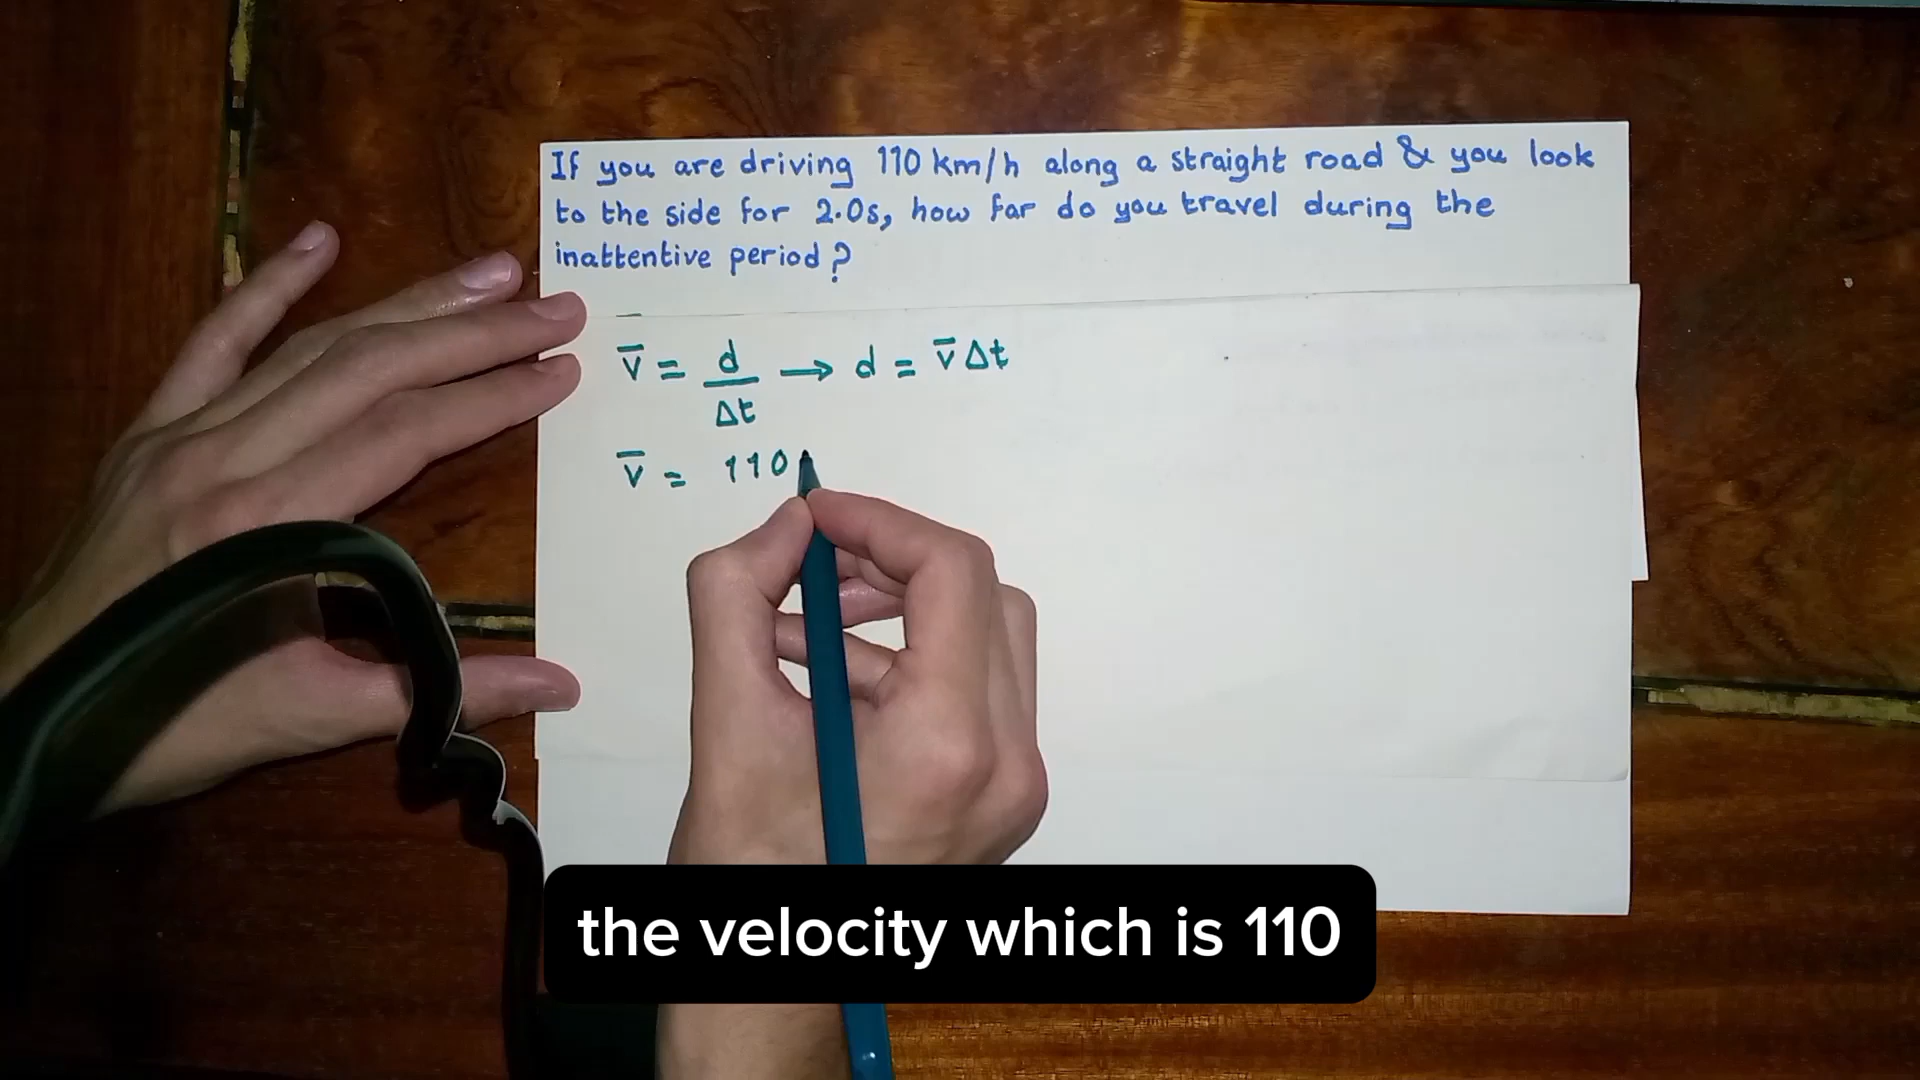 If you are driving 110 km/h along a straight road & you look
to the side for 2.0s, how far do you travel during the
inattentive period?
v̅ = d/Δt → d = v̅Δt
v̅ = 110
the velocity which is 110